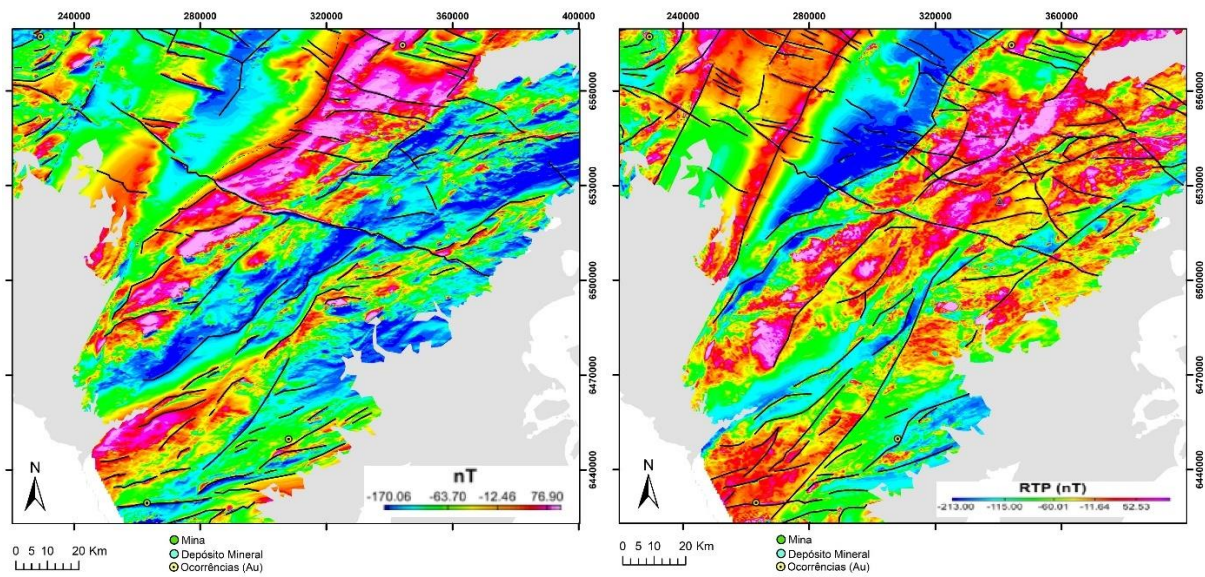 240000 280000 320000 360000 400000
240000 280000 320000 360000
6560000
6530000
6500000
6470000
6440000
6560000
6530000
6500000
6470000
6440000
N
nT
-170.06 -63.70 -12.46 76.90
N
RTP (nT)
-213.00 -115.00 -60.01 -11.64 52.53
0 5 10 20 Km
Mina
Depósito Mineral
Ocorrências (Au)
0 5 10 20 Km
Mina
Depósito Mineral
Ocorrências (Au)